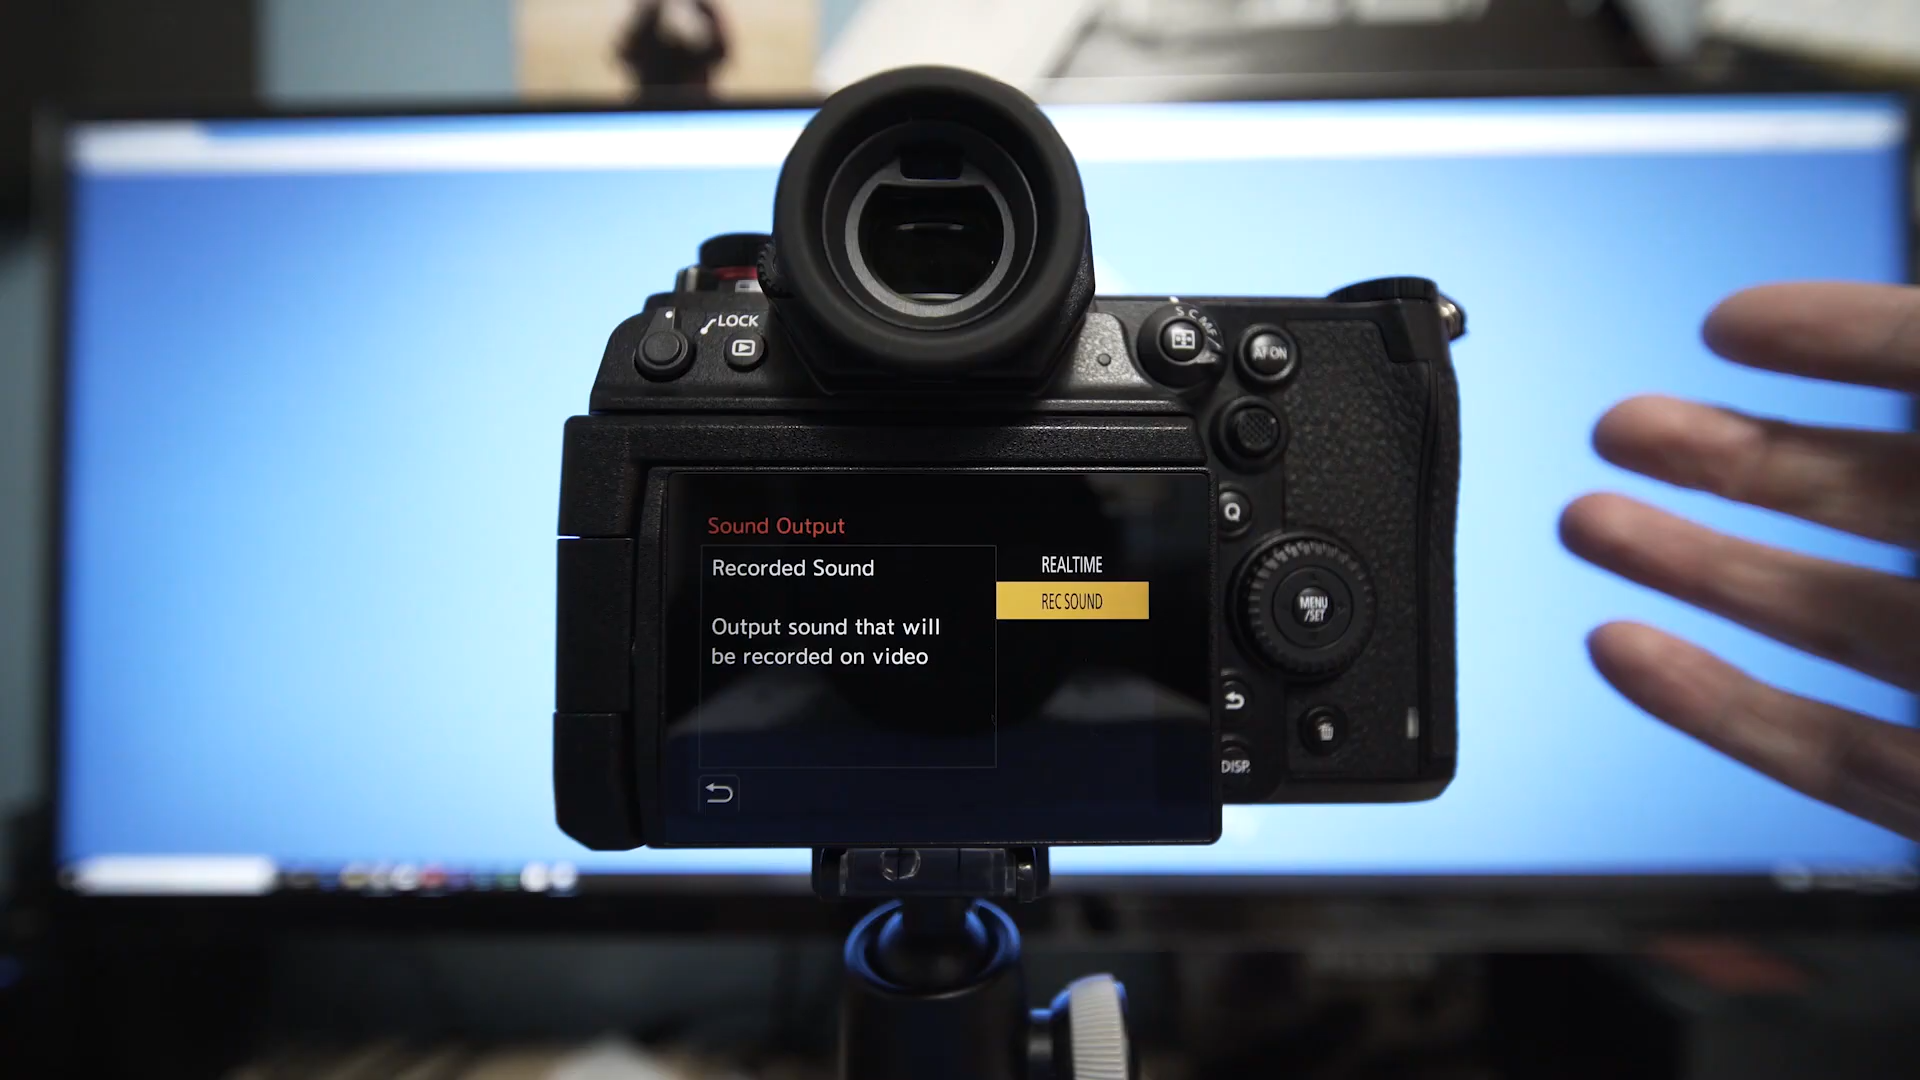 LOCK
S C MF
AF ON
Sound Output
Recorded Sound
REALTIME
REC SOUND
Output sound that will
be recorded on video
Q
MENU
/SET
DISP.